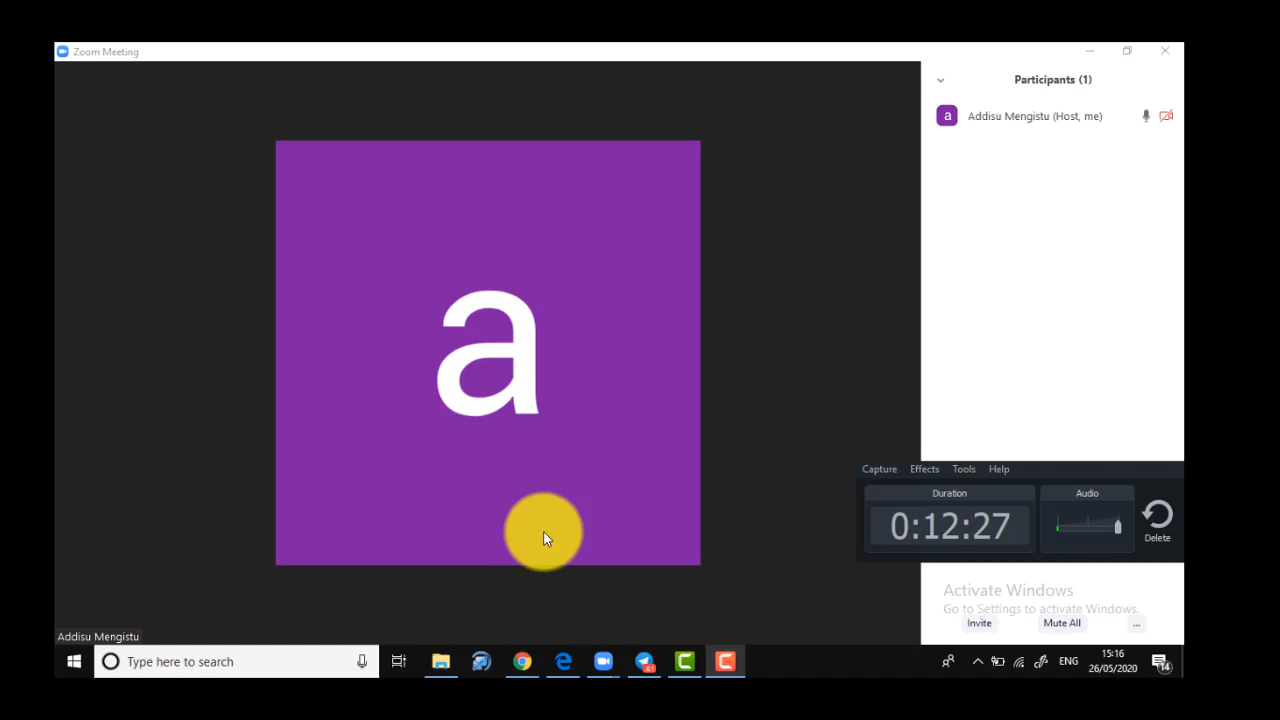 Zoom Meeting
Participants (1)
a
Addisu Mengistu (Host, me)
a
Capture Effects Tools Help
Duration
Audio
0:12:27
Delete
Activate Windows
Go to Settings to activate Windows.
Invite
Mute All
...
Addisu Mengistu
Type here to search
61
C
C
ENG
15:16
26/05/2020
14